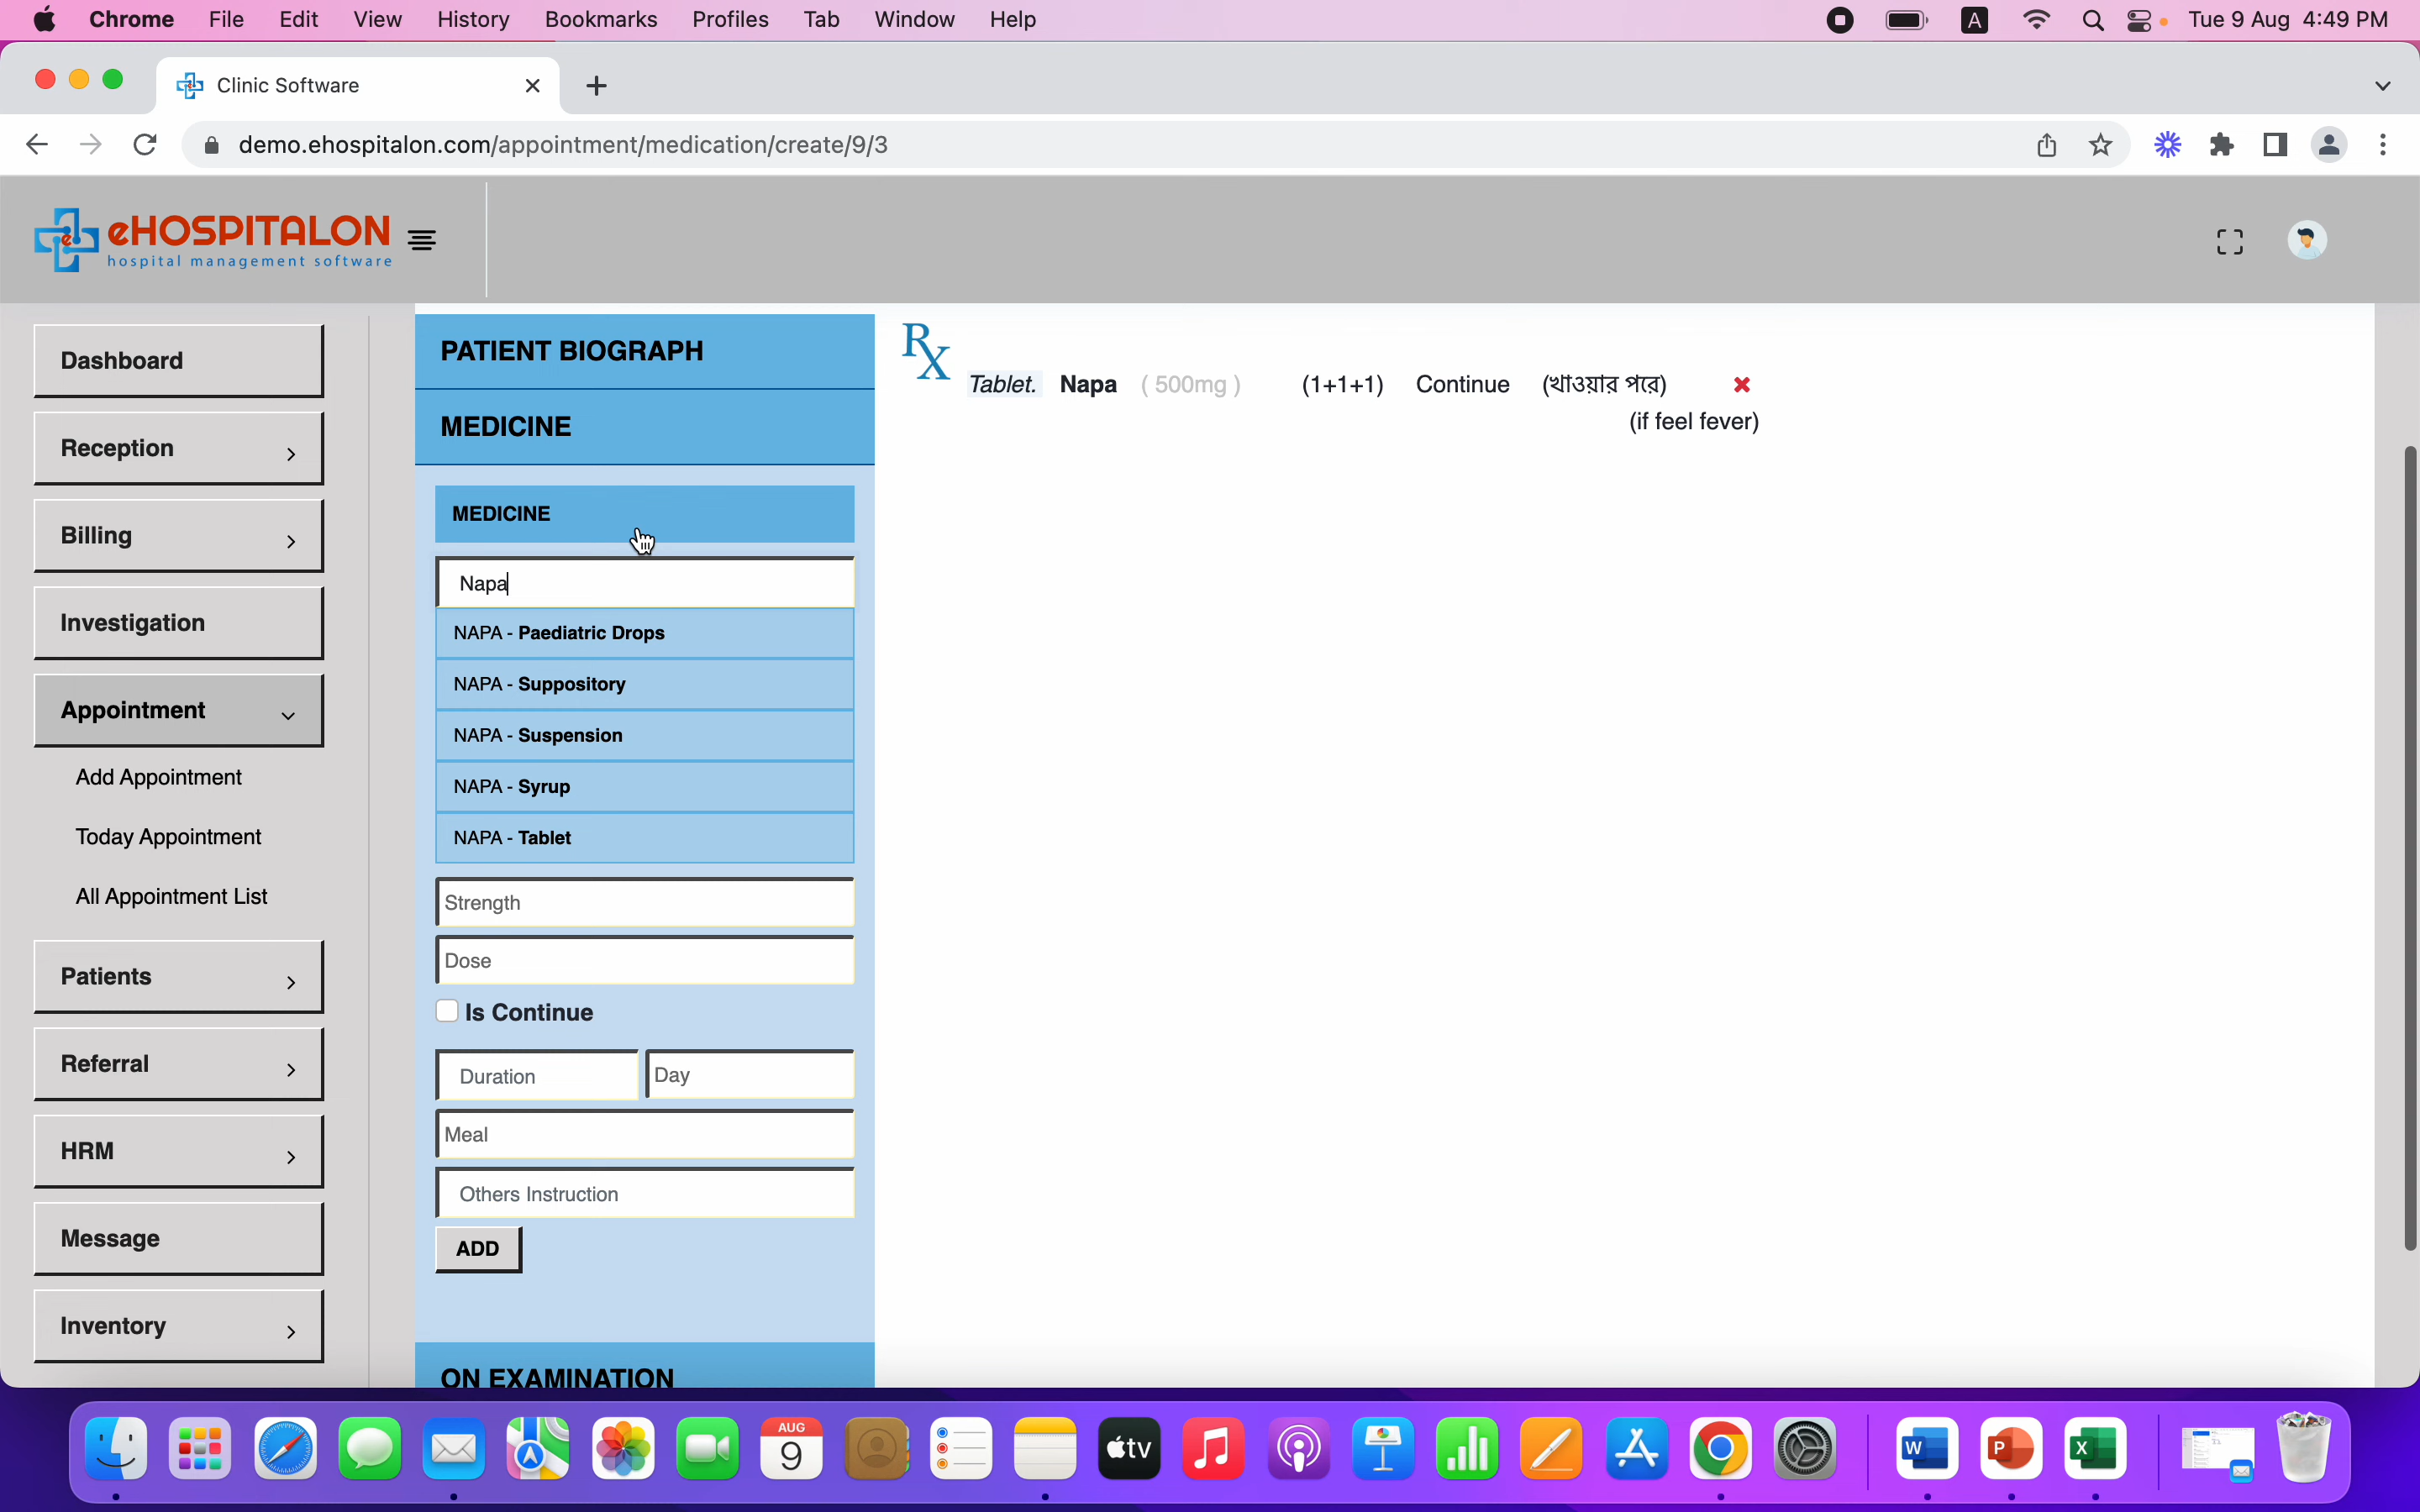 Chrome File Edit View History Bookmarks Profiles Tab Window Help A Tue 9 Aug 4:49 PM
Clinic Software
demo.ehospitalon.com/appointment/medication/create/9/3
eHOSPITALON
hospital management software
Dashboard
Reception
Billing
Investigation
Appointment
Add Appointment
Today Appointment
All Appointment List
Patients
Referral
HRM
Message
Inventory
PATIENT BIOGRAPH
MEDICINE
MEDICINE
Napa
NAPA - Paediatric Drops
NAPA - Suppository
NAPA - Suspension
NAPA - Syrup
NAPA - Tablet
Strength
Dose
Is Continue
Duration Day
Meal
Others Instruction
ADD
ON EXAMINATION
Rx
Tablet. Napa ( 500mg ) (1+1+1) Continue (খাওয়ার পরে)
(if feel fever)
AUG
9
tv
W
P
X